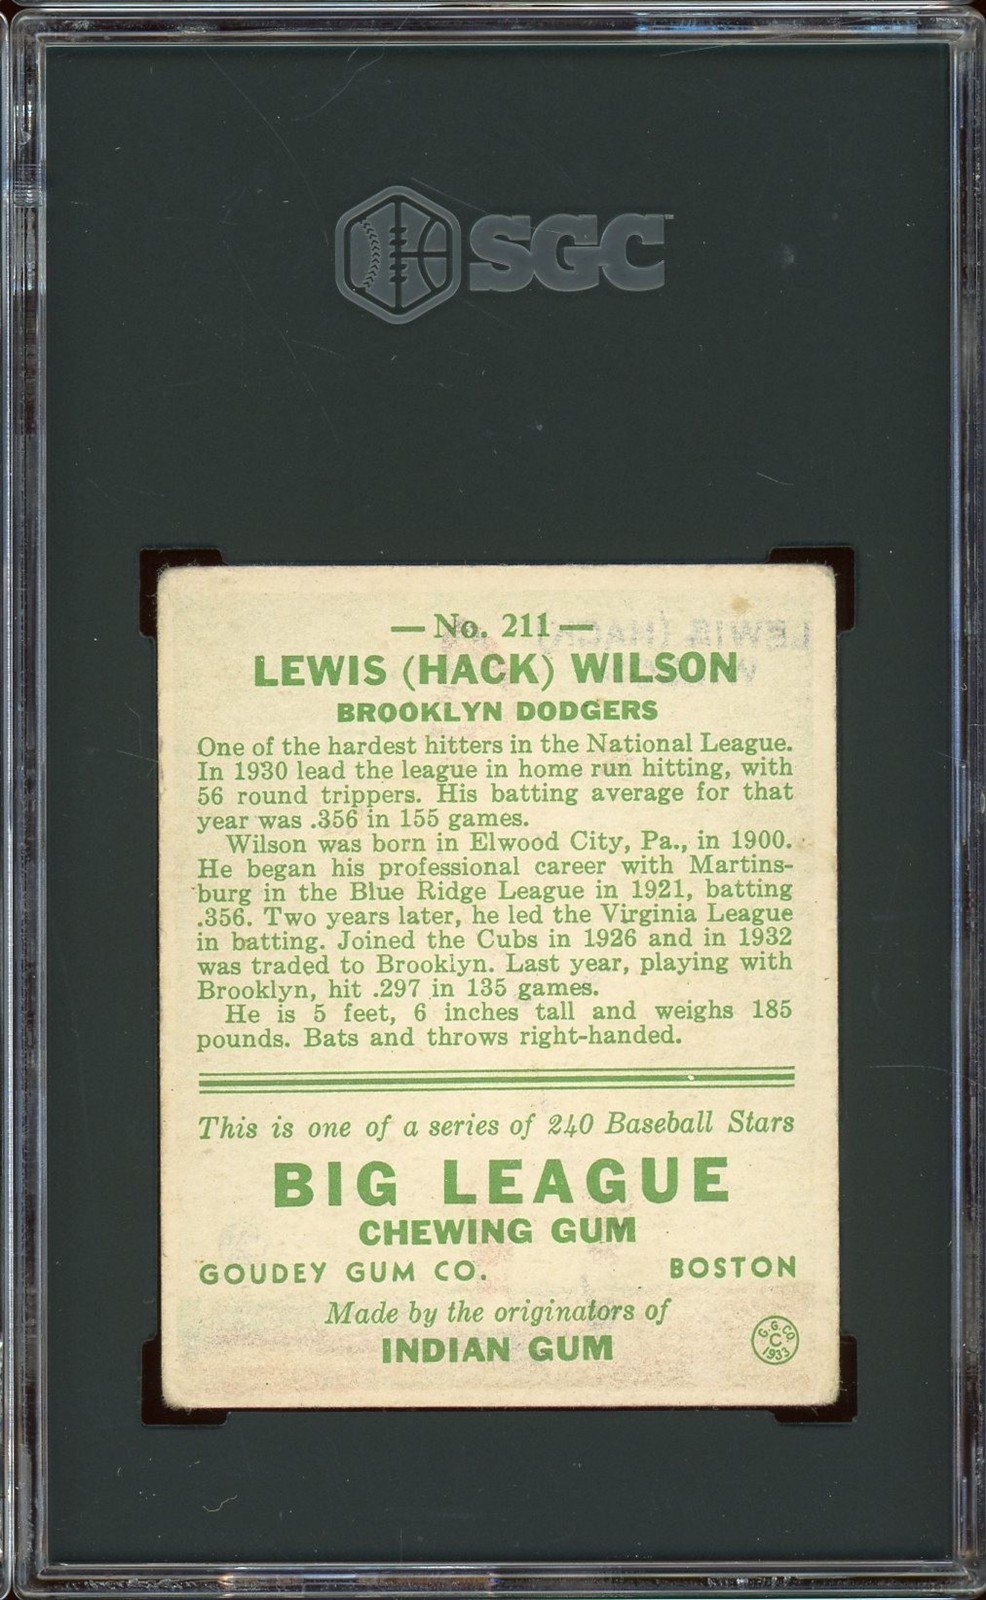 SGC
— No. 211 —
LEWIS (HACK) WILSON
BROOKLYN DODGERS
One of the hardest hitters in the National League.
In 1930 lead the league in home run hitting, with
56 round trippers. His batting average for that
year was .356 in 155 games.
Wilson was born in Elwood City, Pa., in 1900.
He began his professional career with Martins-
burg in the Blue Ridge League in 1921, batting
.356. Two years later, he led the Virginia League
in batting. Joined the Cubs in 1926 and in 1932
was traded to Brooklyn. Last year, playing with
Brooklyn, hit .297 in 135 games.
He is 5 feet, 6 inches tall and weighs 185
pounds. Bats and throws right-handed.
This is one of a series of 240 Baseball Stars
BIG LEAGUE
CHEWING GUM
GOUDEY GUM CO. BOSTON
Made by the originators of
INDIAN GUM
G. G. CO.
C
1933